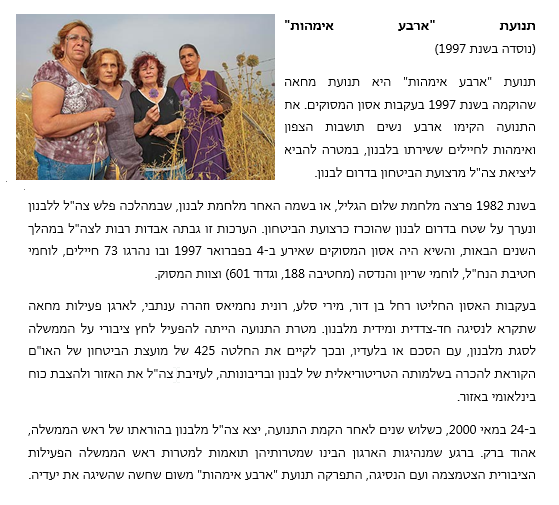 תנועת "ארבע אימהות"
(נוסדה בשנת 1997)
תנועת "ארבע אימהות" היא תנועת מחאה
שהוקמה בשנת 1997 בעקבות אסון המסוקים. את
התנועה הקימו ארבע נשים תושבות הצפון
ואימהות לחיילים ששירתו בלבנון, במטרה להביא
ליציאת צה"ל מרצועת הביטחון בדרום לבנון.
בשנת 1982 פרצה מלחמת שלום הגליל, או בשמה האחר מלחמת לבנון, שבמהלכה פלש צה"ל ללבנון
ונערך על שטח בדרום לבנון שהוכרז כרצועת הביטחון. הערכות זו גבתה אבדות רבות לצה"ל במהלך
השנים הבאות, והשיא היה אסון המסוקים שאירע ב-4 בפברואר 1997 ובו נהרגו 73 חיילים, לוחמי
חטיבת הנח"ל, לוחמי שריון והנדסה (מחטיבה 188, וגדוד 601) וצוות המסוק.
בעקבות האסון החליטו רחל בן דור, מירי סלע, רונית נחמיאס וזהרה ענתבי, לארגן פעילות מחאה
שתקרא לנסיגה חד-צדדית ומידית מלבנון. מטרת התנועה הייתה להפעיל לחץ ציבורי על הממשלה
לסגת מלבנון, עם הסכם או בלעדיו, ובכך לקיים את החלטה 425 של מועצת הביטחון של האו"ם
הקוראת להכרה בשלמותה הטריטוריאלית של לבנון ובריבונותה, לעזיבת צה"ל את האזור ולהצבת כוח
בינלאומי באזור.
ב-24 במאי 2000, כשלוש שנים לאחר הקמת התנועה, יצא צה"ל מלבנון בהוראתו של ראש הממשלה,
אהוד ברק. ברגע שמנהיגות הארגון הבינו שמטרותיהן תואמות למטרות ראש הממשלה הפעילות
הציבורית הצטמצמה ועם הנסיגה, התפרקה תנועת "ארבע אימהות" משום שחשה שהשיגה את יעדיה.